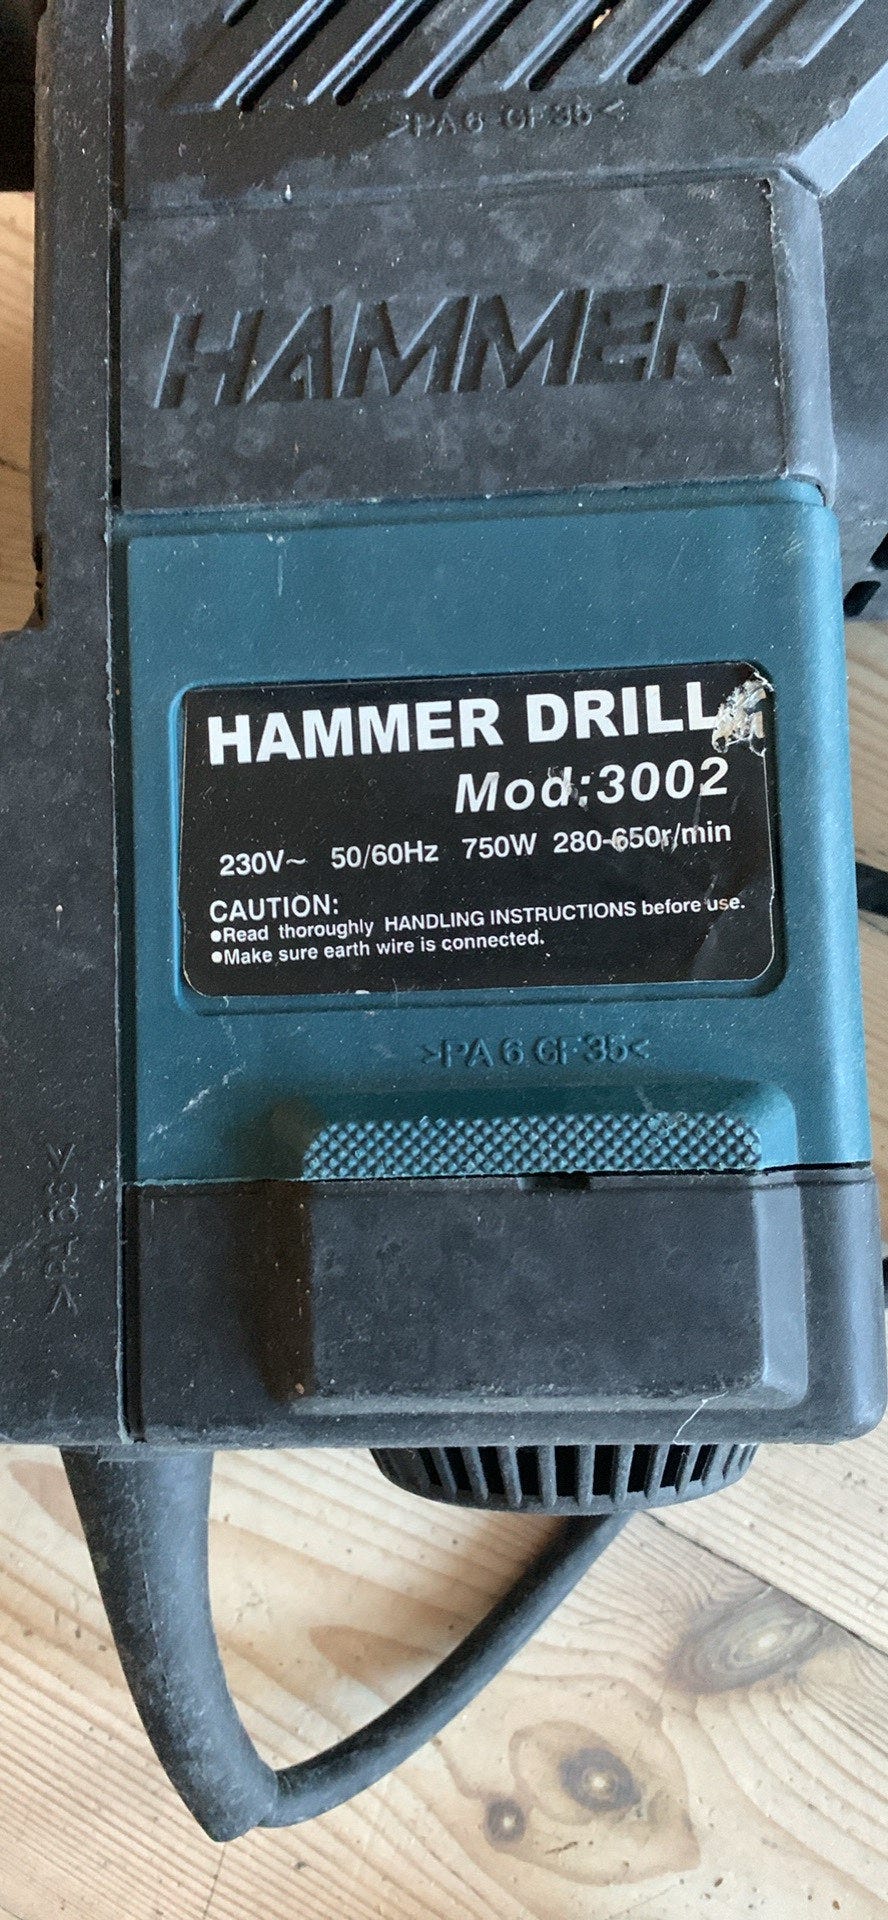 >PA 6 GF35<
HAMMER
HAMMER DRILL
Mod:3002
230V~ 50/60Hz 750W 280-650r/min
CAUTION:
●Read thoroughly HANDLING INSTRUCTIONS before use.
●Make sure earth wire is connected.
>PA 6 GF35<